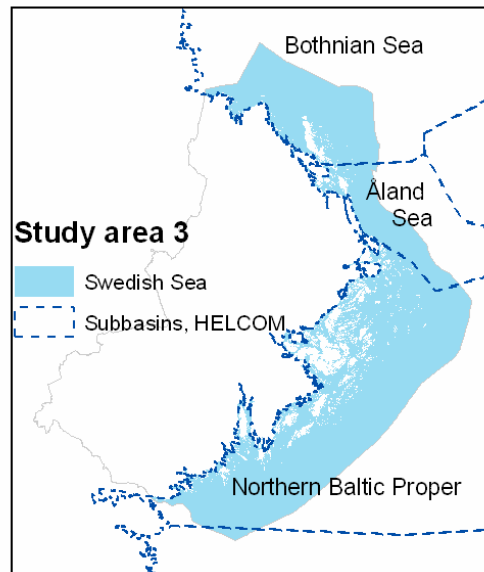 Bothnian Sea
Åland
Sea
Study area 3
Swedish Sea
Subbasins, HELCOM
Northern Baltic Proper